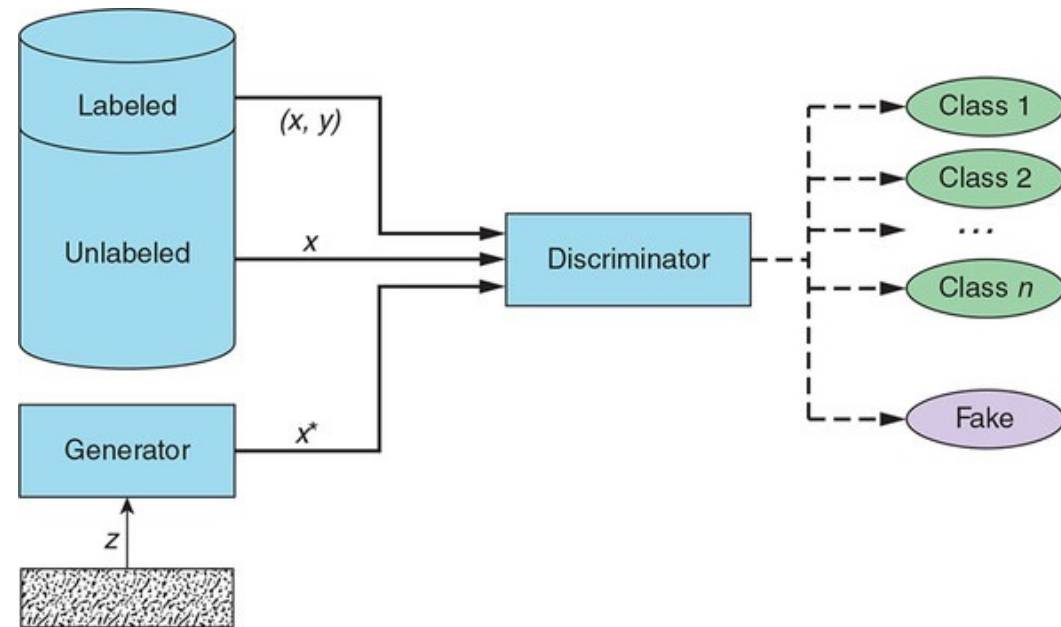 Labeled
(x, y)
Unlabeled
x
Generator
x*
z
Discriminator
Class 1
Class 2
...
Class n
Fake